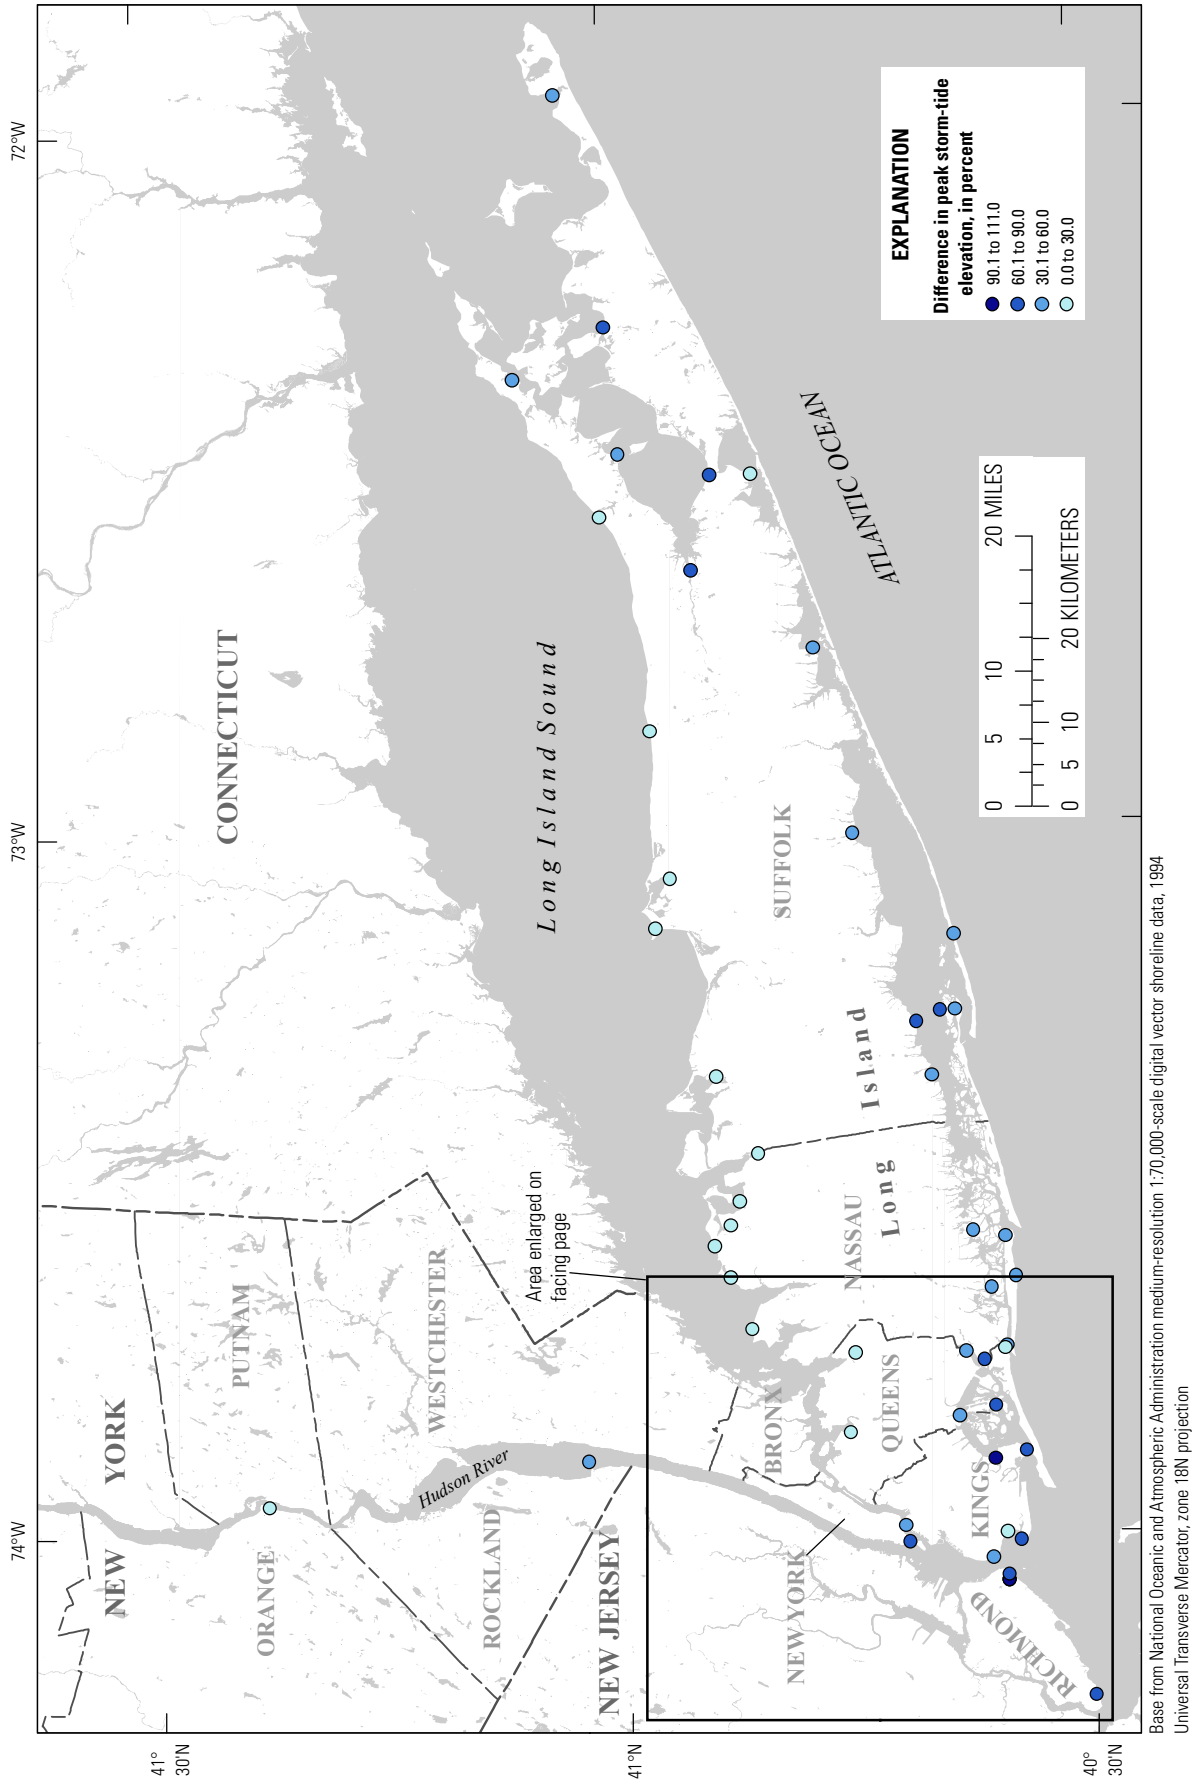 72°W
73°W
74°W
41°
30'N
41°N
40°
30'N
CONNECTICUT
NEW YORK
PUTNAM
WESTCHESTER
ORANGE
ROCKLAND
NEW JERSEY
Hudson River
Long Island Sound
Area enlarged on
facing page
BRONX
NEW YORK
QUEENS
KINGS
RICHMOND
NASSAU
SUFFOLK
Long Island
ATLANTIC OCEAN
EXPLANATION
Difference in peak storm-tide
elevation, in percent
90.1 to 111.0
60.1 to 90.0
30.1 to 60.0
0.0 to 30.0
0 5 10 20 MILES
0 5 10 20 KILOMETERS
Base from National Oceanic and Atmospheric Administration medium-resolution 1:70,000-scale digital vector shoreline data, 1994
Universal Transverse Mercator, zone 18N projection